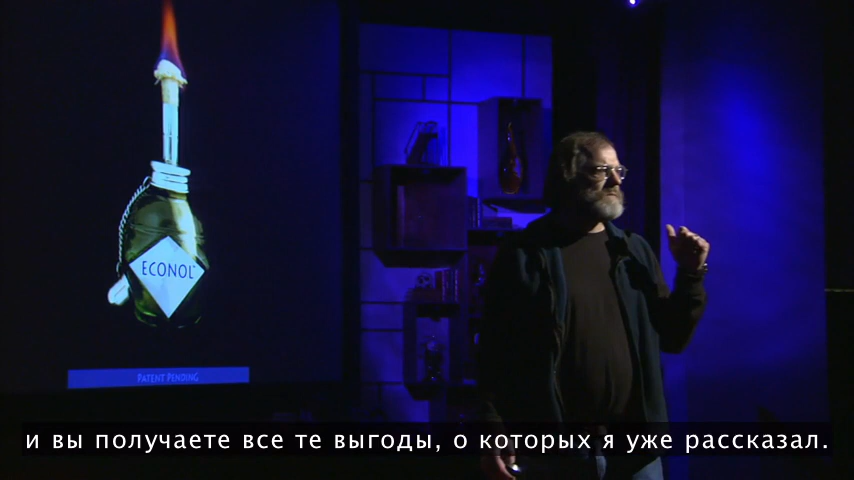 ECONOL
PATENT PENDING
и вы получаете все те выгоды, о которых я уже рассказал.